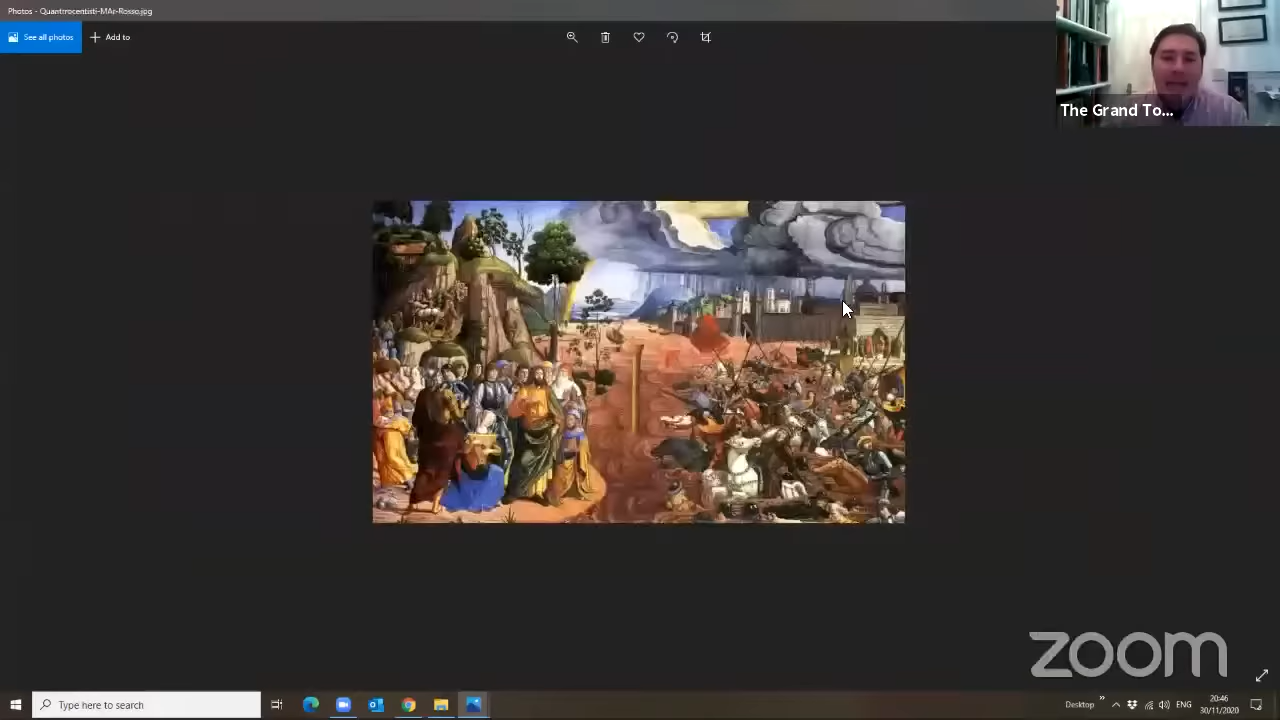 Photos - Quattrocentisti-MAr-Rosso.jpg
See all photos
Add to
The Grand To...
zoom
Type here to search
Desktop
ENG
20:46
30/11/2020